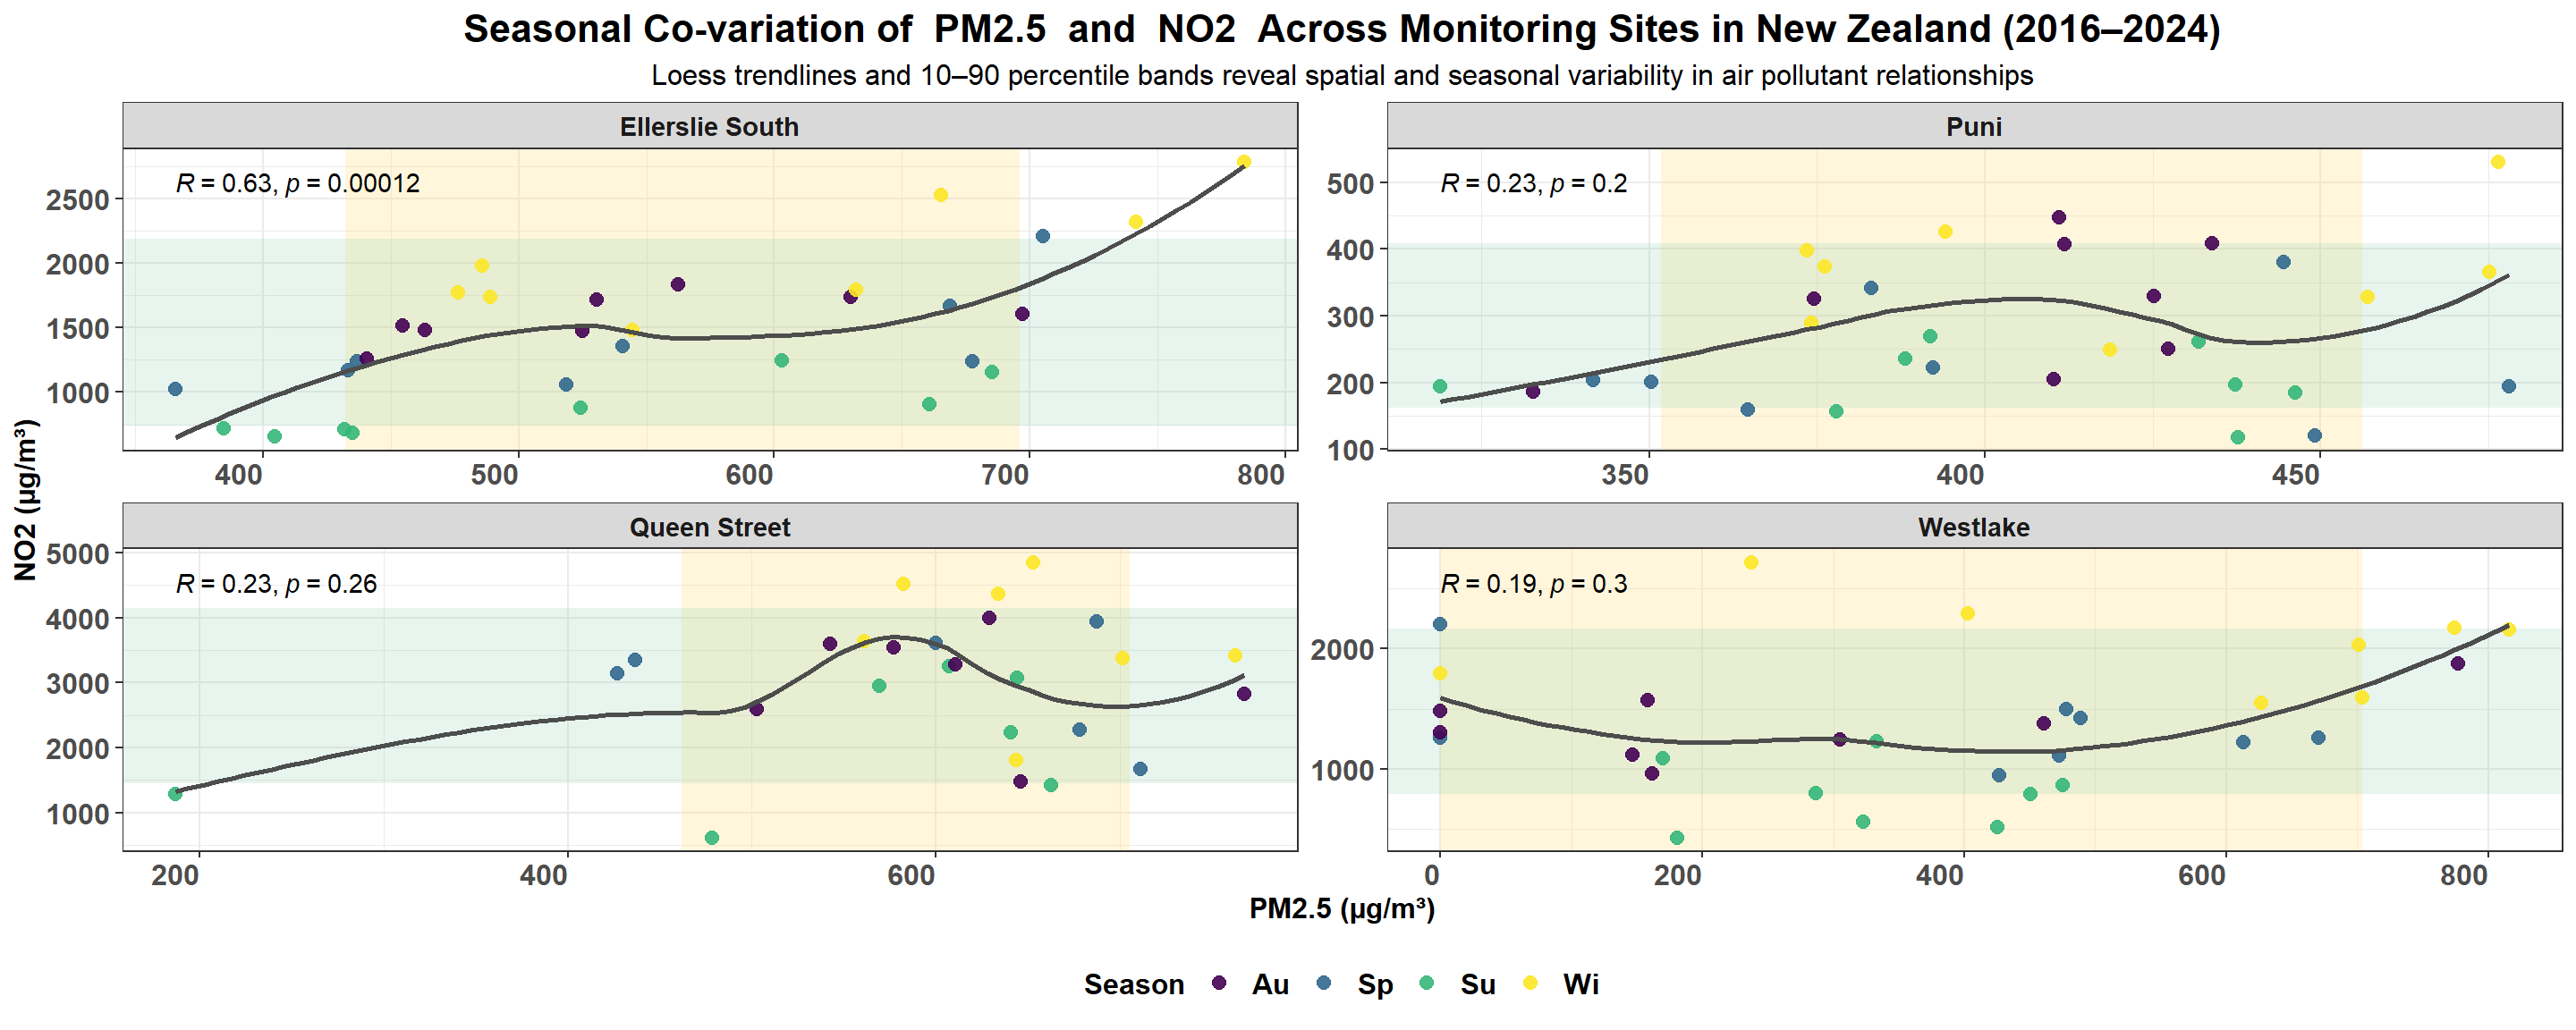 Seasonal Co-variation of PM2.5 and NO2 Across Monitoring Sites in New Zealand (2016–2024)
Loess trendlines and 10–90 percentile bands reveal spatial and seasonal variability in air pollutant relationships
Ellerslie South
R = 0.63, p = 0.00012
2500
2000
1500
1000
400 500 600 700 800
Puni
R = 0.23, p = 0.2
500
400
300
200
100
350 400 450
Queen Street
R = 0.23, p = 0.26
5000
4000
3000
2000
1000
200 400 600
Westlake
R = 0.19, p = 0.3
2000
1000
0 200 400 600 800
NO2 (µg/m³)
PM2.5 (µg/m³)
Season Au Sp Su Wi